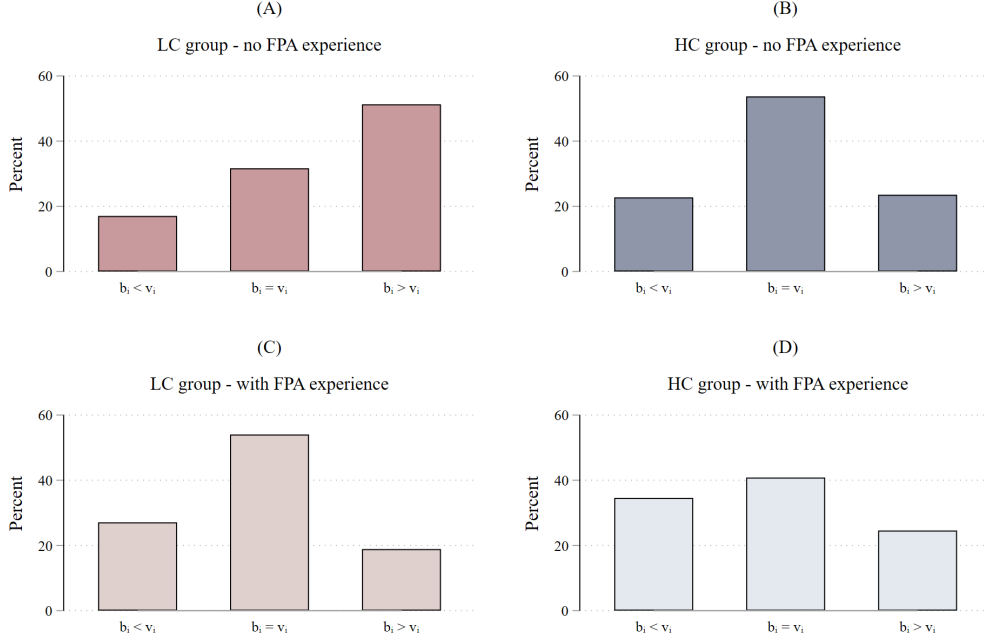 (A)
LC group - no FPA experience
60
40
20
0
Percent
bᵢ < vᵢ
bᵢ = vᵢ
bᵢ > vᵢ
(B)
HC group - no FPA experience
60
40
20
0
Percent
bᵢ < vᵢ
bᵢ = vᵢ
bᵢ > vᵢ
(C)
LC group - with FPA experience
60
40
20
0
Percent
bᵢ < vᵢ
bᵢ = vᵢ
bᵢ > vᵢ
(D)
HC group - with FPA experience
60
40
20
0
Percent
bᵢ < vᵢ
bᵢ = vᵢ
bᵢ > vᵢ